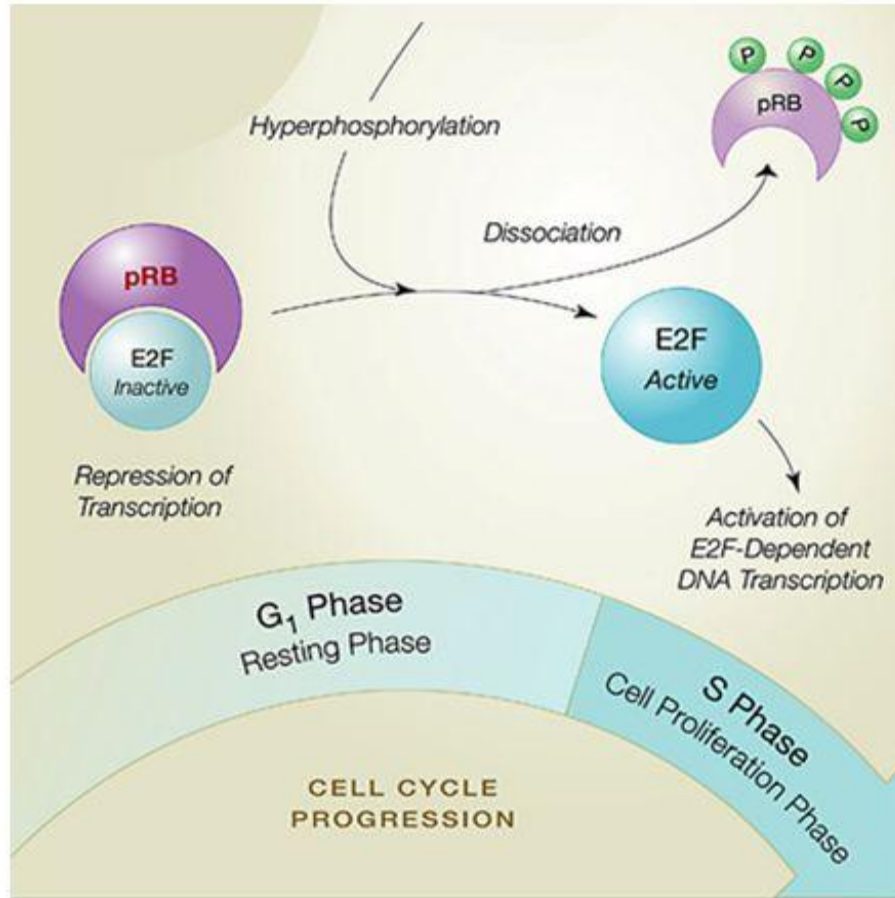 Hyperphosphorylation
P
P
P
P
pRB
Dissociation
pRB
E2F
Inactive
E2F
Active
Repression of
Transcription
Activation of
E2F-Dependent
DNA Transcription
G₁ Phase
Resting Phase
S Phase
Cell Proliferation Phase
CELL CYCLE
PROGRESSION